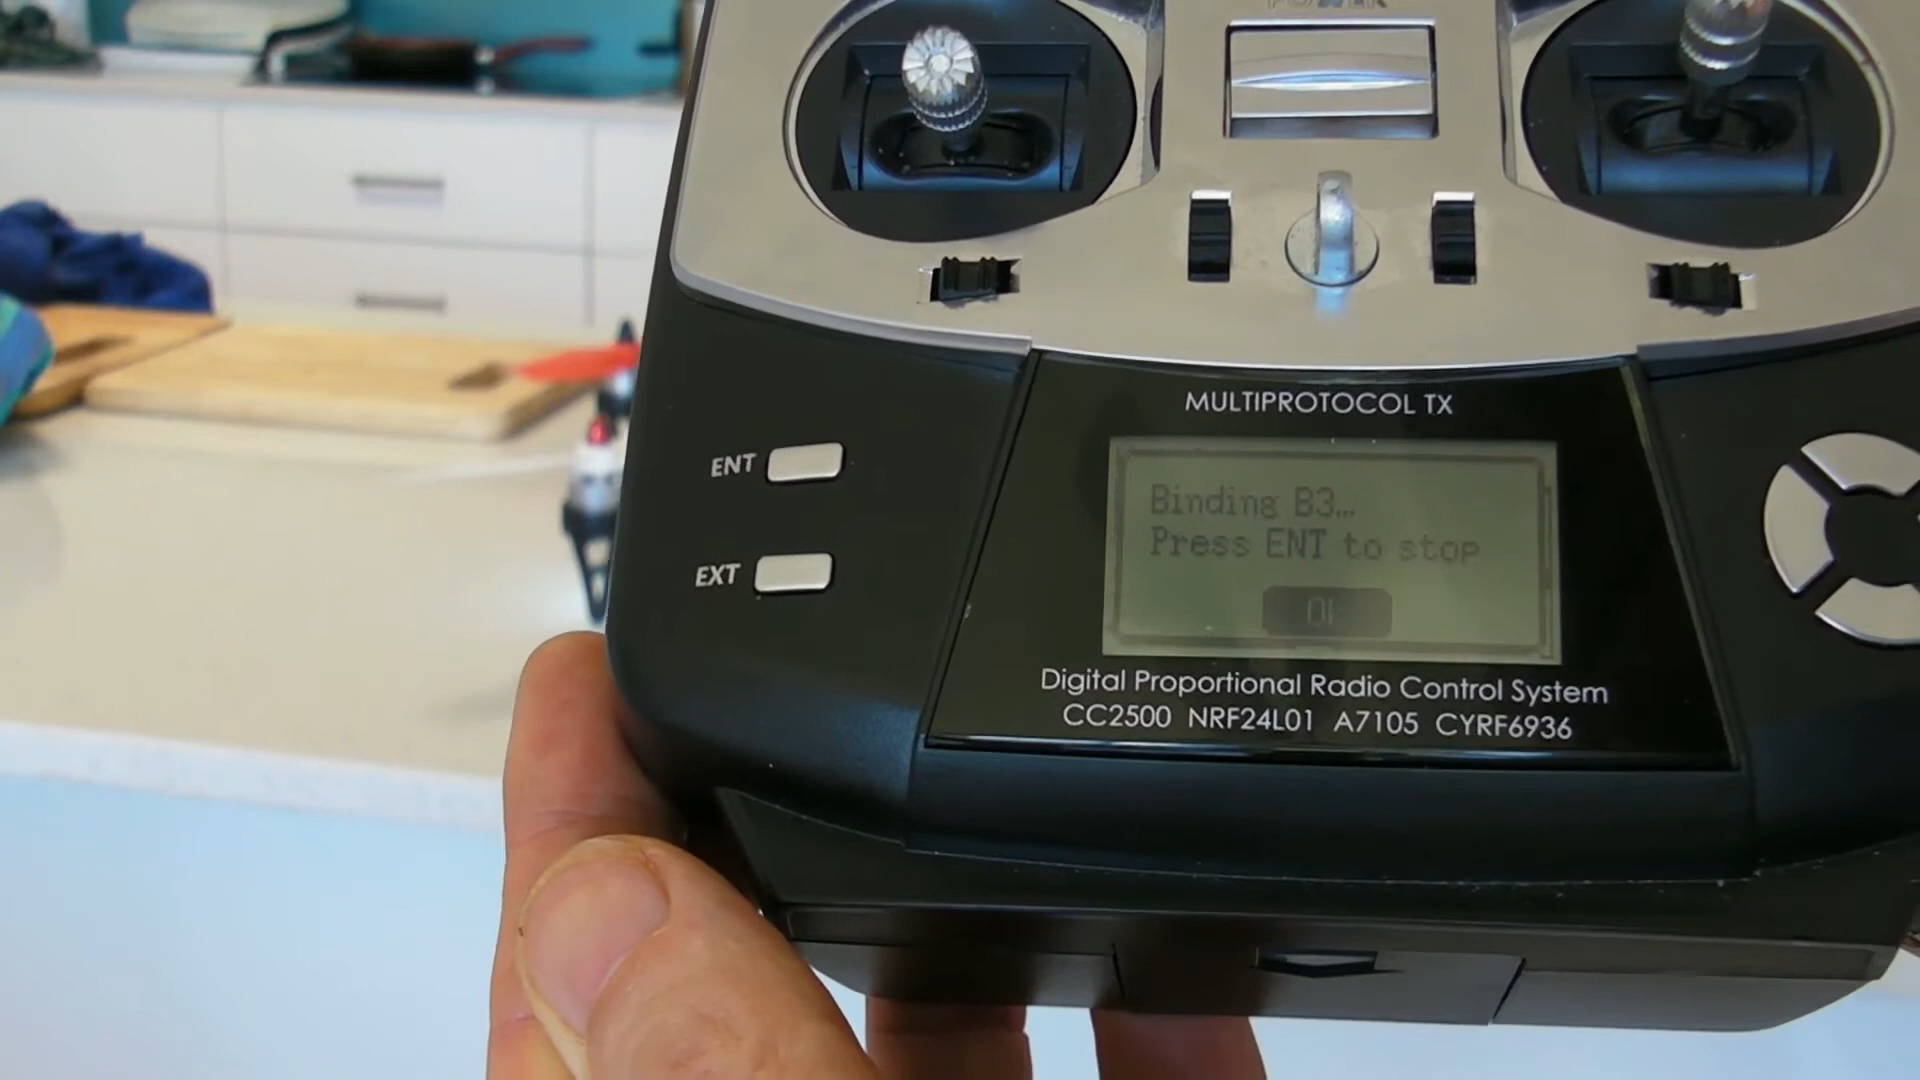 POWER
MULTIPROTOCOL TX
ENT
Binding B3...
Press ENT to stop
EXT
Digital Proportional Radio Control System
CC2500 NRF24L01 A7105 CYRF6936